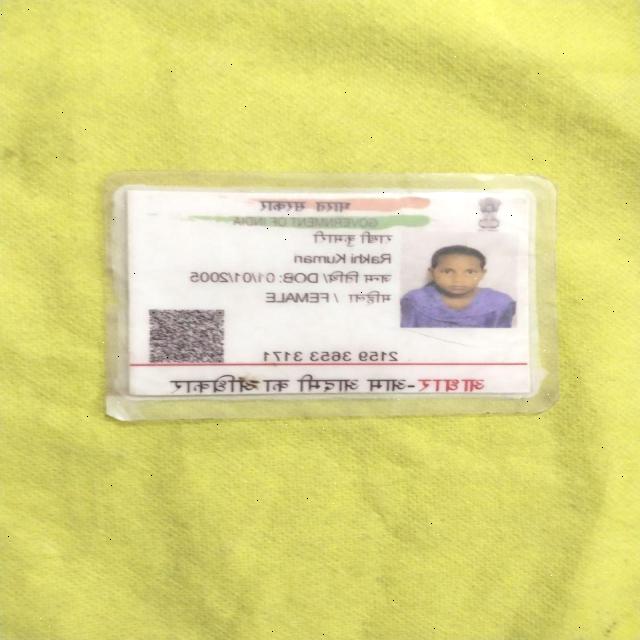 भारत सरकार
GOVERNMENT OF INDIA
राखी कुमारी
Rakhi Kumari
जन्म तिथि/ DOB: 01/01/2005
महिला / FEMALE
2159 3653 3171
आधार-आम आदमी का अधिकार